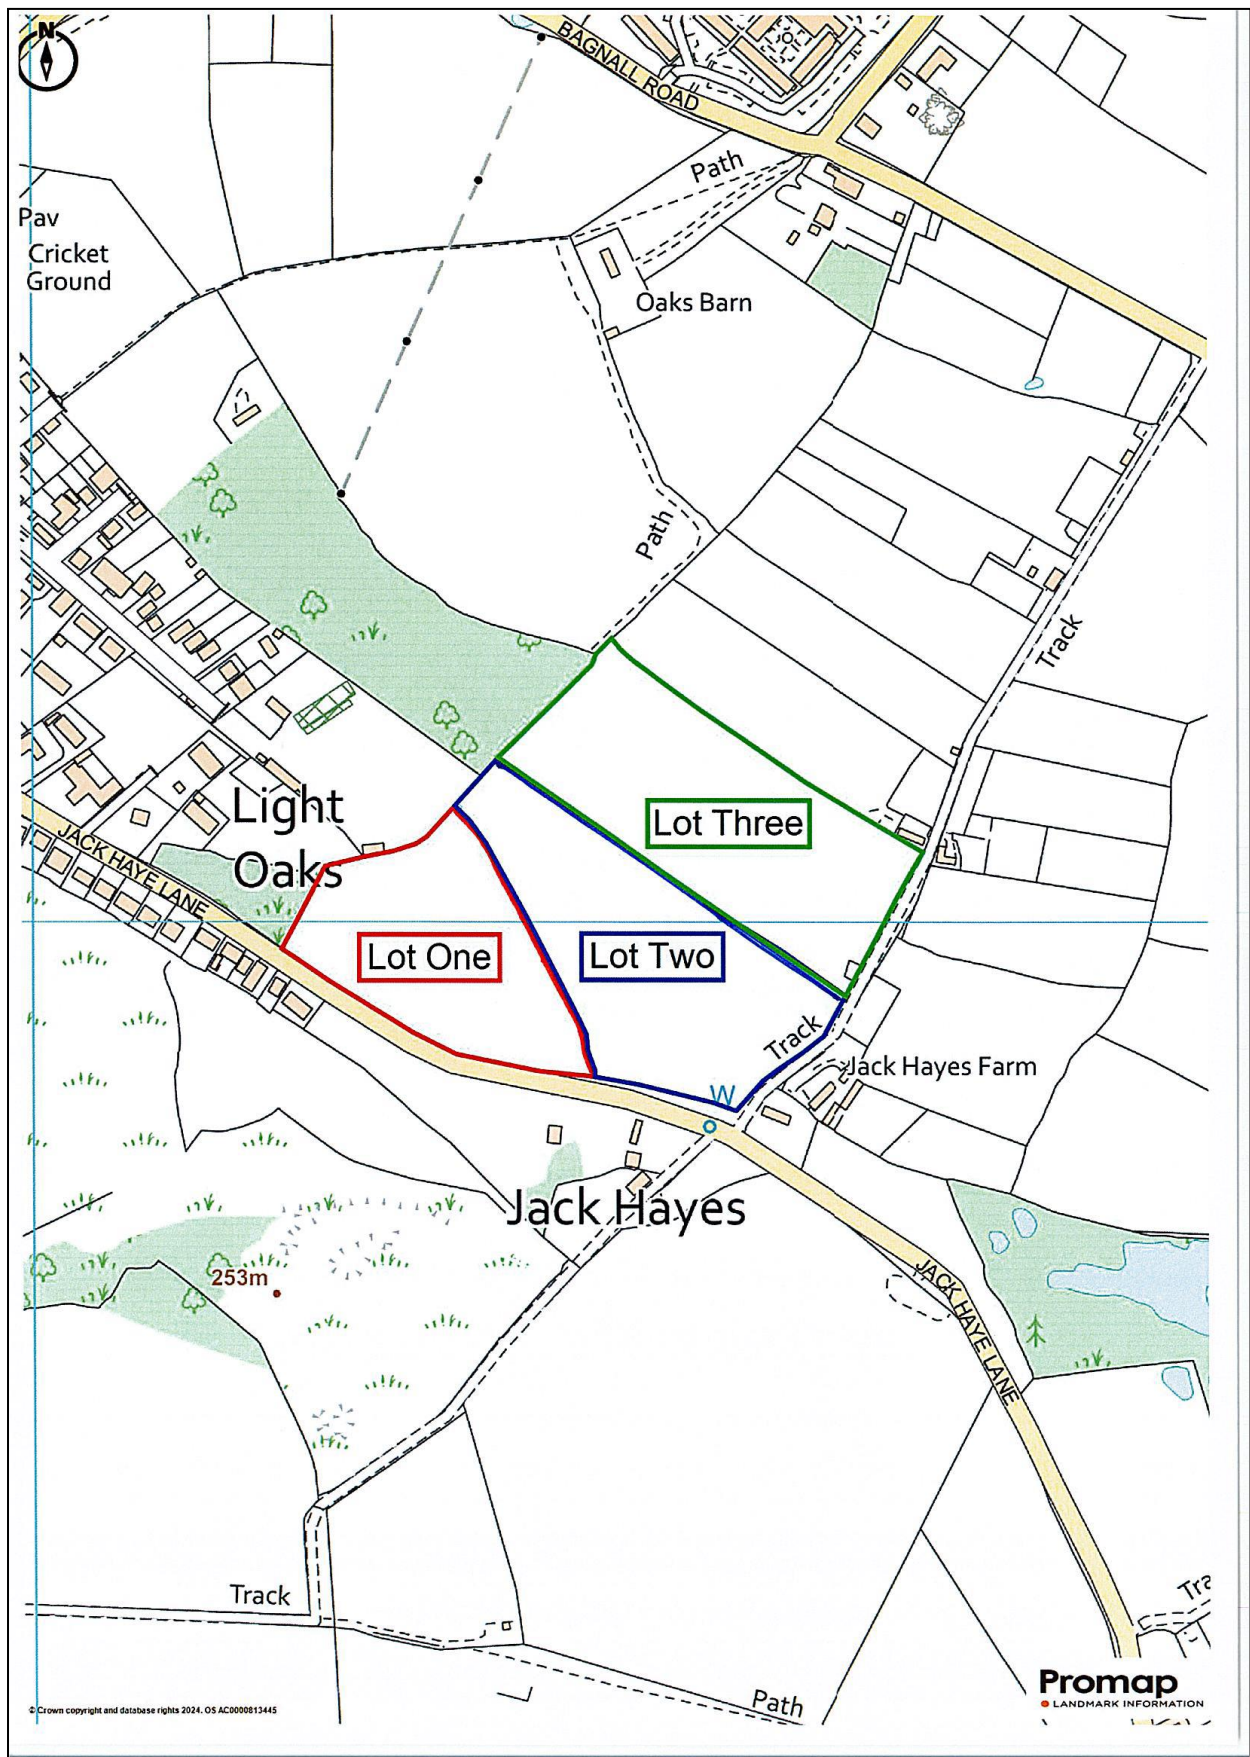 N
BAGNALL ROAD
Path
Pav
Cricket
Ground
Oaks Barn
Path
Track
Light
Oaks
Lot Three
JACK HAYE LANE
Lot One
Lot Two
Track
Jack Hayes Farm
W
Jack Hayes
253m
JACK HAYE LANE
Track
Tra
Path
Promap
LANDMARK INFORMATION
© Crown copyright and database rights 2024. OS AC0000813445